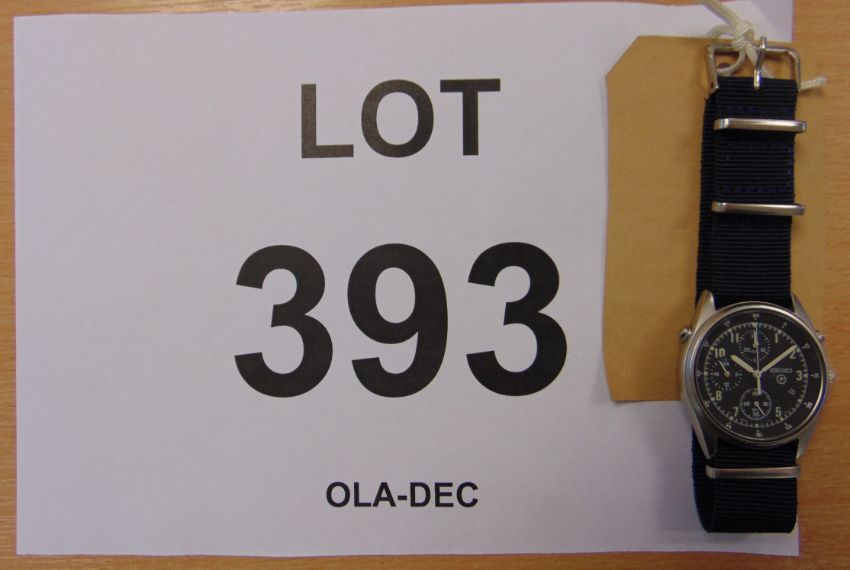 LOT
393
OLA-DEC
SEIKO